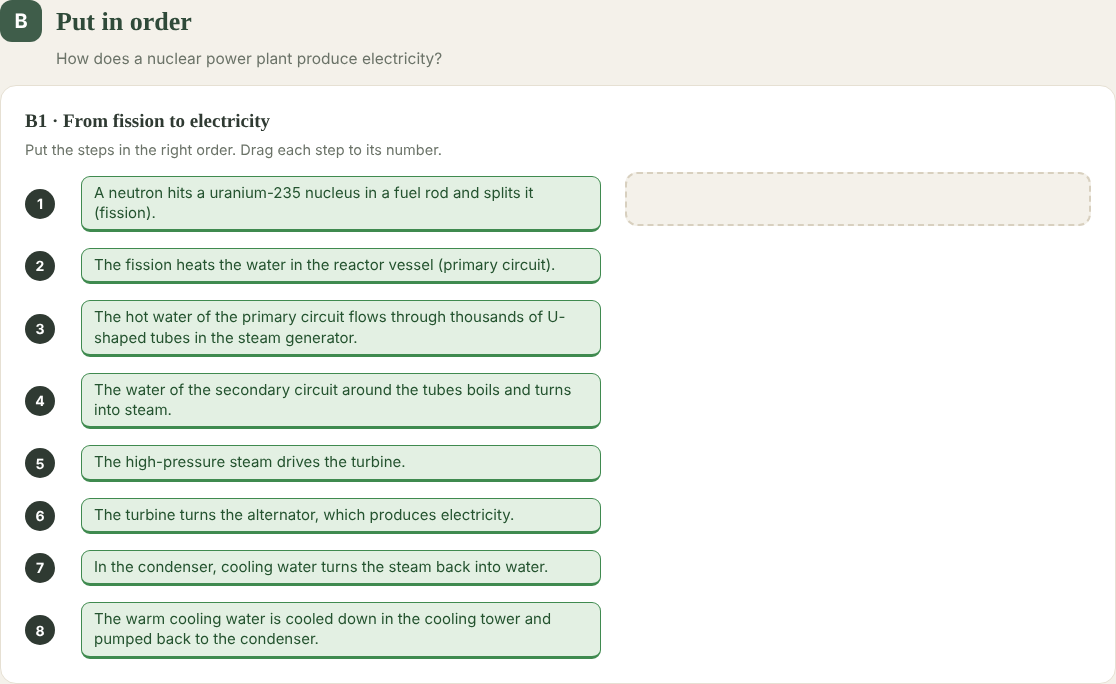 B
Put in order
How does a nuclear power plant produce electricity?
B1 · From fission to electricity
Put the steps in the right order. Drag each step to its number.
1
A neutron hits a uranium-235 nucleus in a fuel rod and splits it
(fission).
2
The fission heats the water in the reactor vessel (primary circuit).
3
The hot water of the primary circuit flows through thousands of U-
shaped tubes in the steam generator.
4
The water of the secondary circuit around the tubes boils and turns
into steam.
5
The high-pressure steam drives the turbine.
6
The turbine turns the alternator, which produces electricity.
7
In the condenser, cooling water turns the steam back into water.
8
The warm cooling water is cooled down in the cooling tower and
pumped back to the condenser.